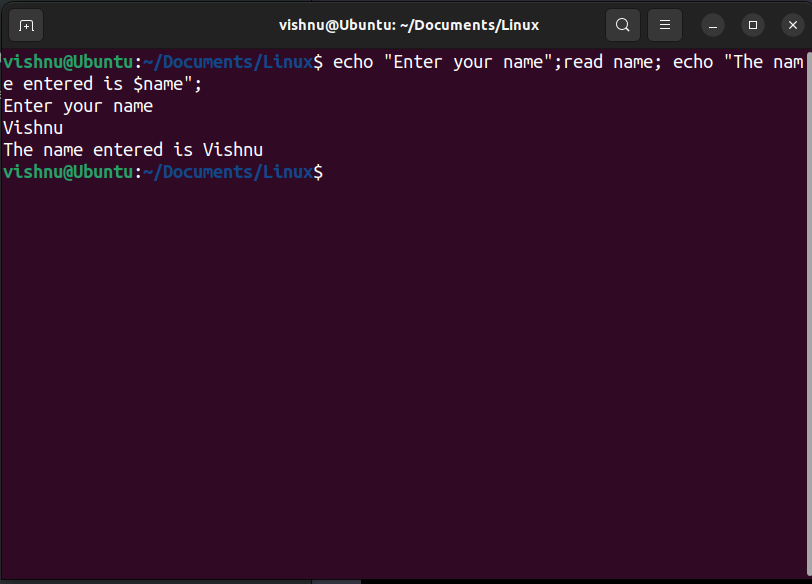 vishnu@Ubuntu: ~/Documents/Linux
vishnu@Ubuntu:~/Documents/Linux$ echo "Enter your name";read name; echo "The nam
e entered is $name";
Enter your name
Vishnu
The name entered is Vishnu
vishnu@Ubuntu:~/Documents/Linux$